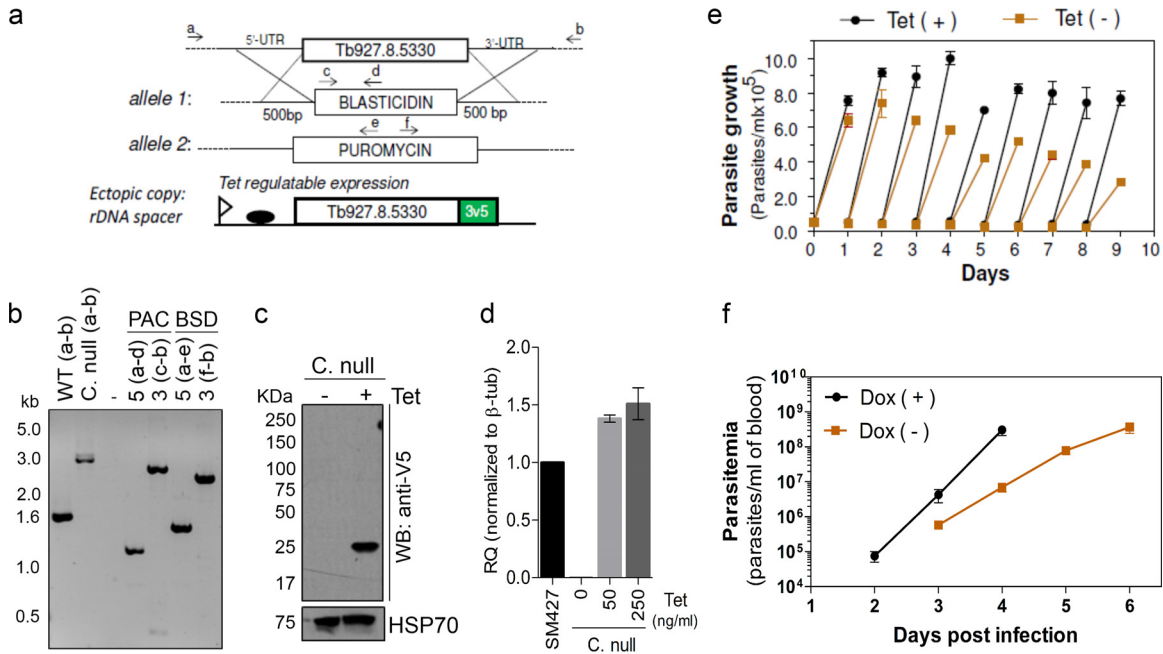 a
a
5'-UTR
3'-UTR
b
Tb927.8.5330
c
d
allele 1:
BLASTICIDIN
500bp
500 bp
e
f
allele 2:
PUROMYCIN
Ectopic copy:
rDNA spacer
Tet regulatable expression
Tb927.8.5330
3v5
b
WT (a-b)
C. null (a-b)
-
PAC
BSD
5 (a-d)
3 (c-b)
5 (a-e)
3 (f-b)
kb
5.0
3.0
2.0
1.6
1.0
0.5
c
C. null
KDa
-
+
Tet
250
150
100
75
50
25
17
WB: anti-V5
75
HSP70
d
RQ (normalized to β-tub)
2.0
1.5
1.0
0.5
0.0
SM427
0
50
250
Tet
(ng/ml)
C. null
e
Tet (+)
Tet (-)
Parasite growth
(Parasites/mlx10⁵)
10.0
8.0
6.0
4.0
2.0
0.0
0 1 2 3 4 5 6 7 8 9 10
Days
f
Dox (+)
Dox (-)
Parasitemia
(parasites/ml of blood)
10¹⁰
10⁹
10⁸
10⁷
10⁶
10⁵
10⁴
1 2 3 4 5 6
Days post infection